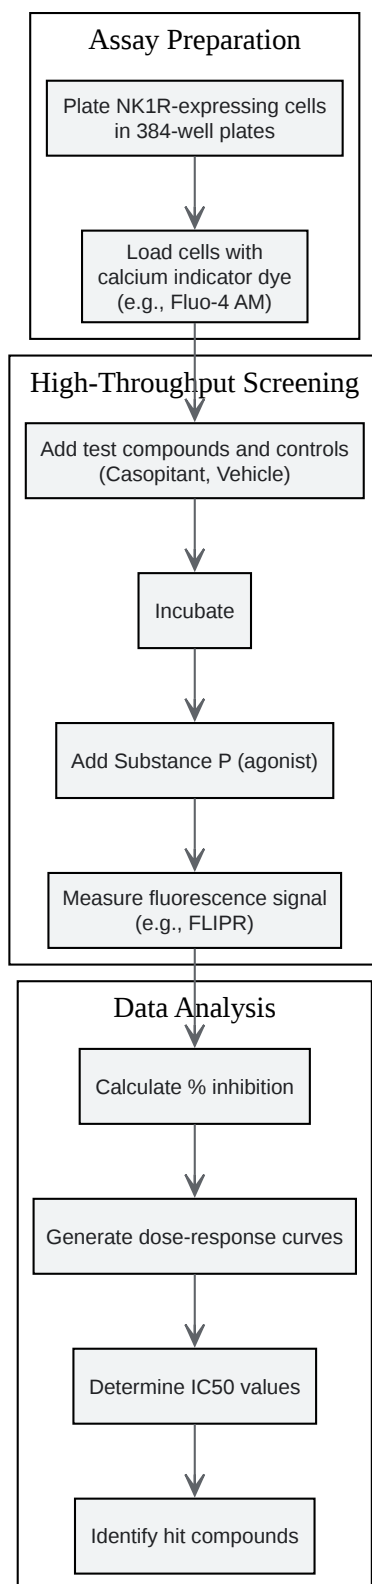 Assay Preparation
Plate NK1R-expressing cells
in 384-well plates
Load cells with
calcium indicator dye
(e.g., Fluo-4 AM)
High-Throughput Screening
Add test compounds and controls
(Casopitant, Vehicle)
Incubate
Add Substance P (agonist)
Measure fluorescence signal
(e.g., FLIPR)
Data Analysis
Calculate % inhibition
Generate dose-response curves
Determine IC50 values
Identify hit compounds